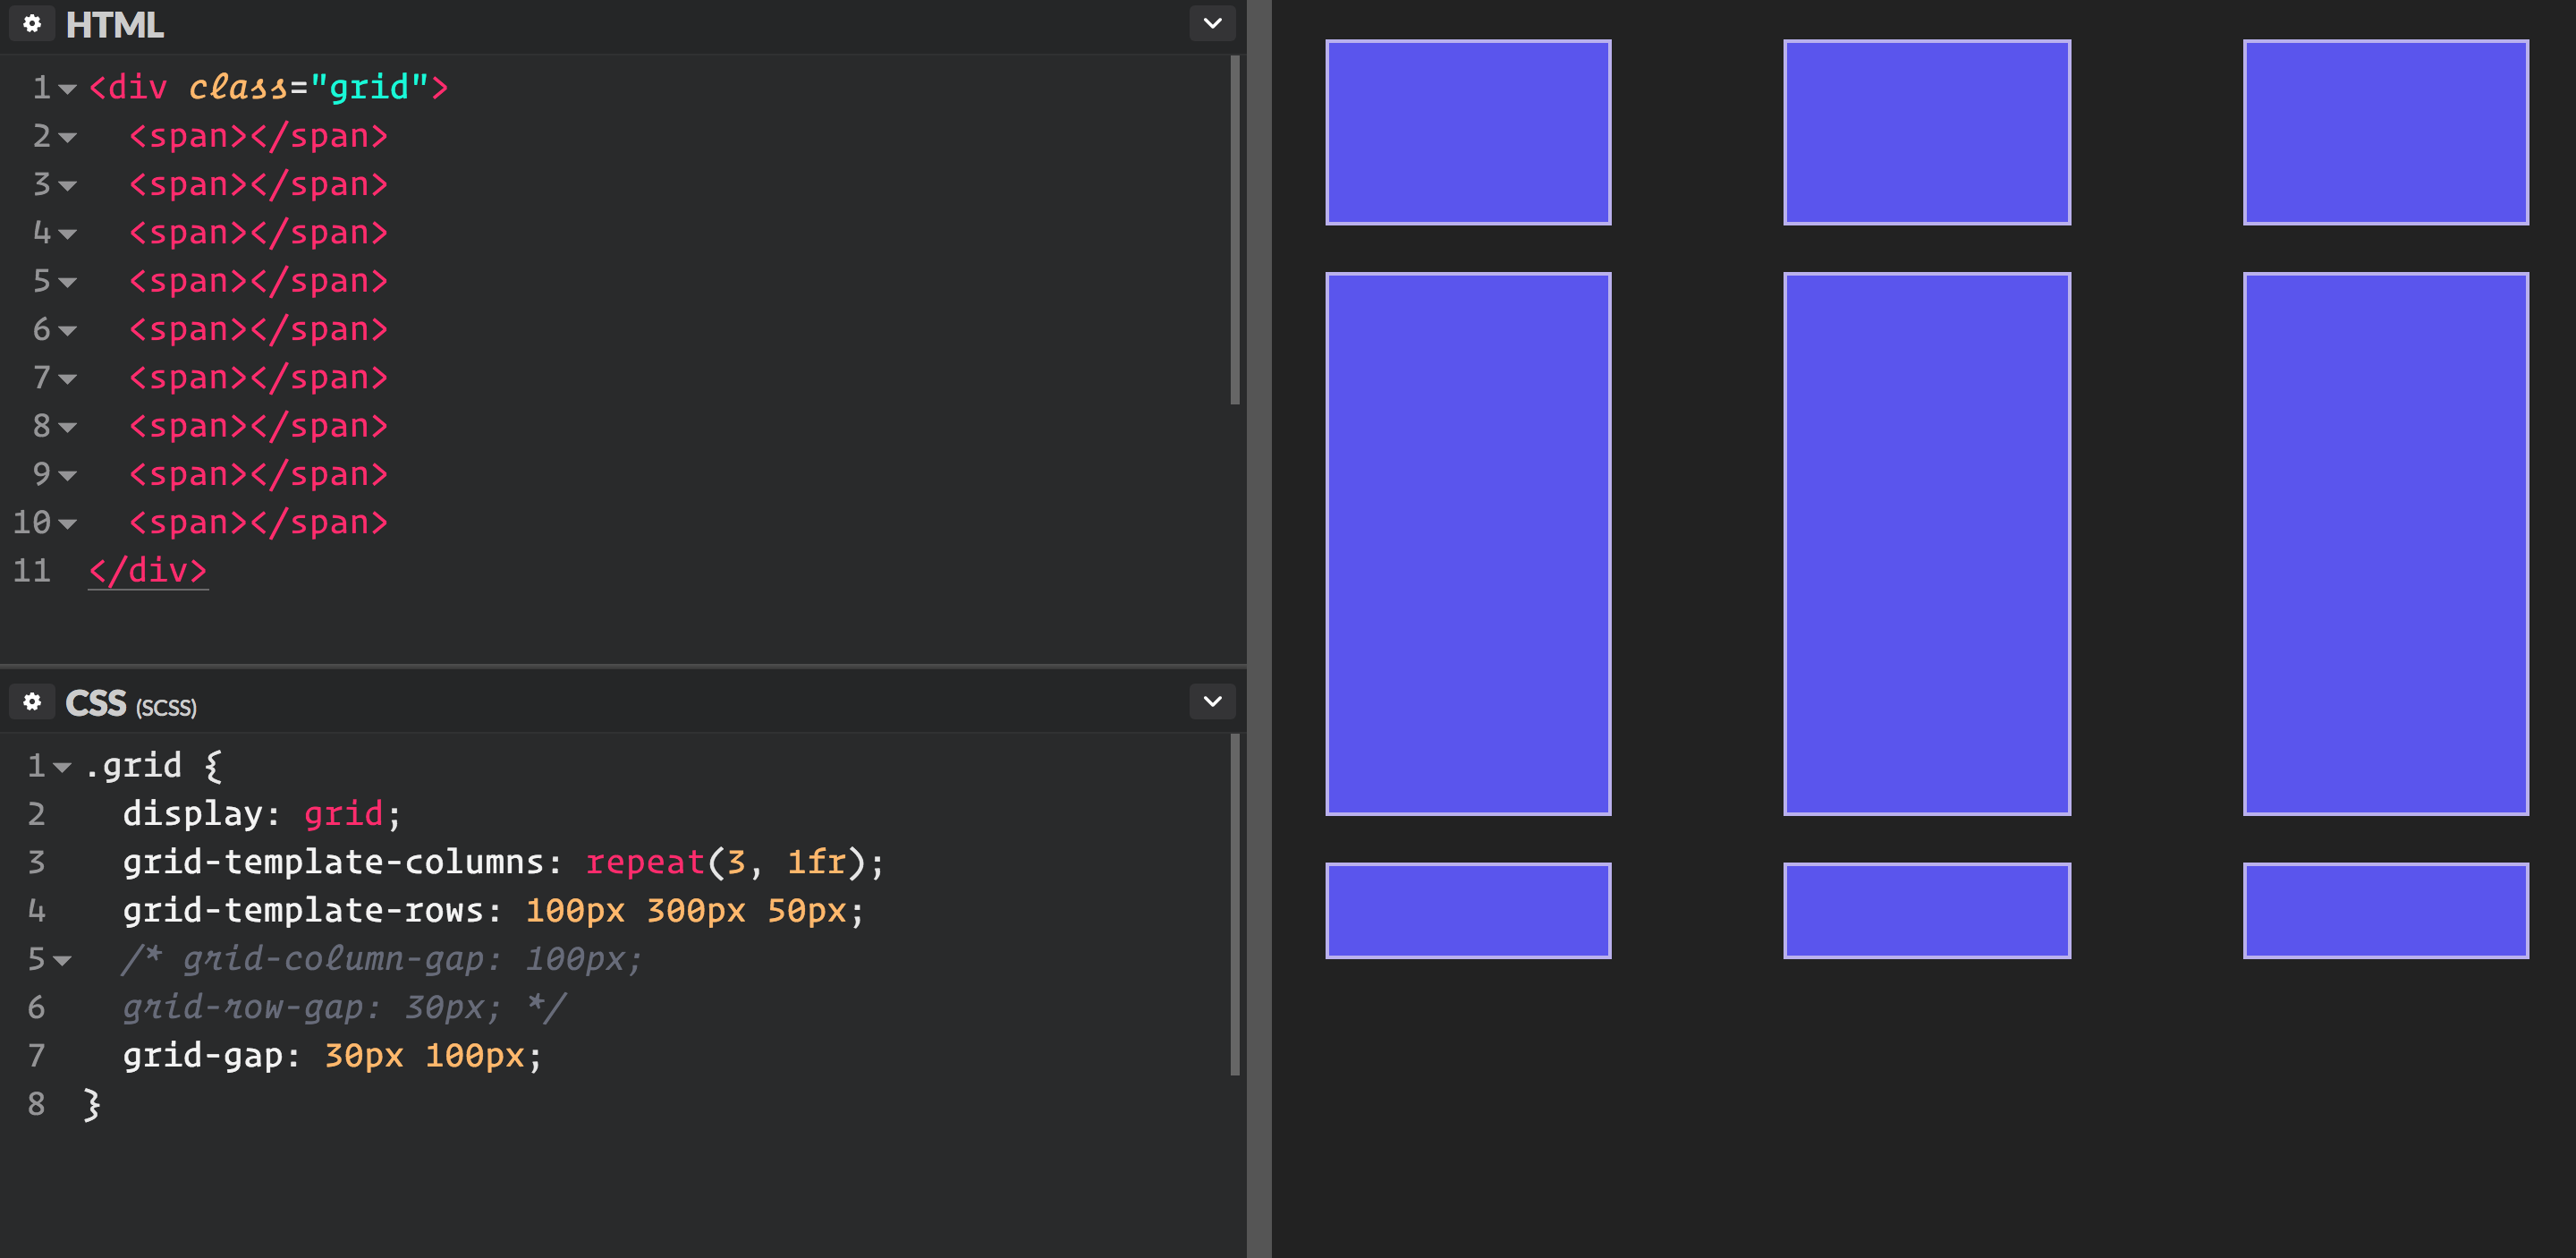 HTML
1 <div class="grid">
2 <span></span>
3 <span></span>
4 <span></span>
5 <span></span>
6 <span></span>
7 <span></span>
8 <span></span>
9 <span></span>
10 <span></span>
11 </div>
CSS (SCSS)
1 .grid {
2 display: grid;
3 grid-template-columns: repeat(3, 1fr);
4 grid-template-rows: 100px 300px 50px;
5 /* grid-column-gap: 100px;
6 grid-row-gap: 30px; */
7 grid-gap: 30px 100px;
8 }